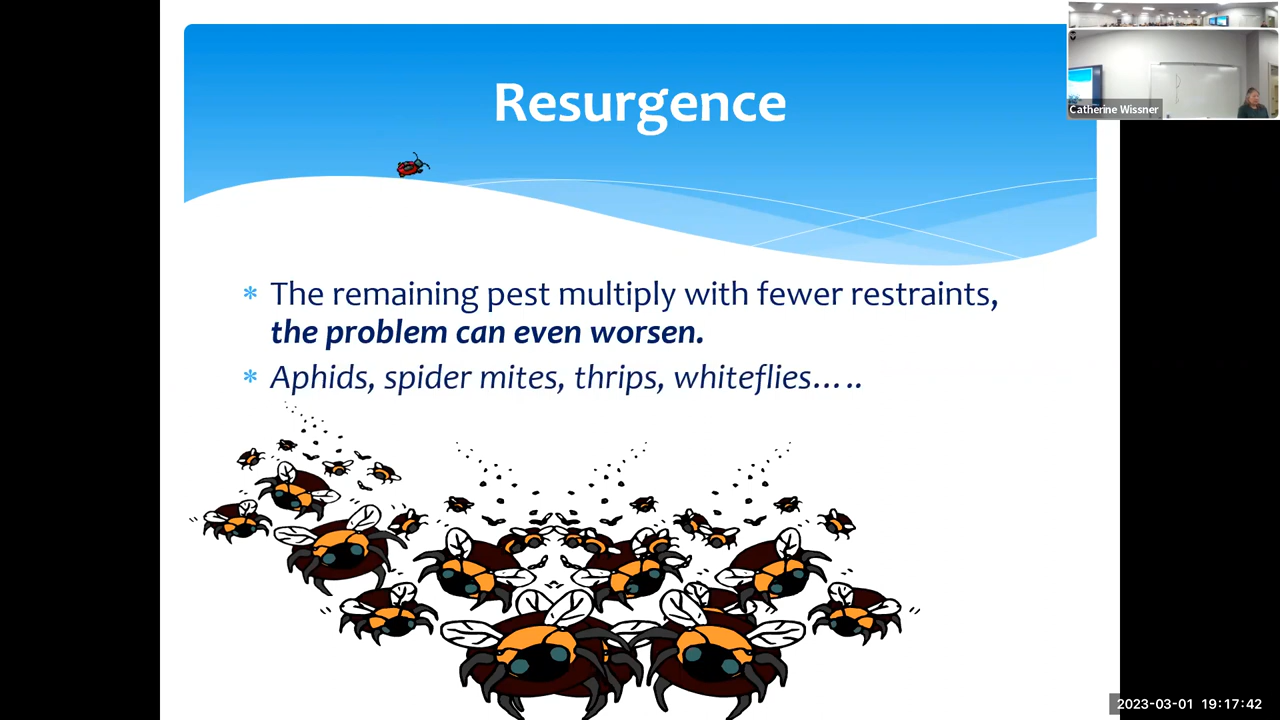 Resurgence
Catherine Wissner
* The remaining pest multiply with fewer restraints,
the problem can even worsen.
* Aphids, spider mites, thrips, whiteflies.....
2023-03-01 19:17:42